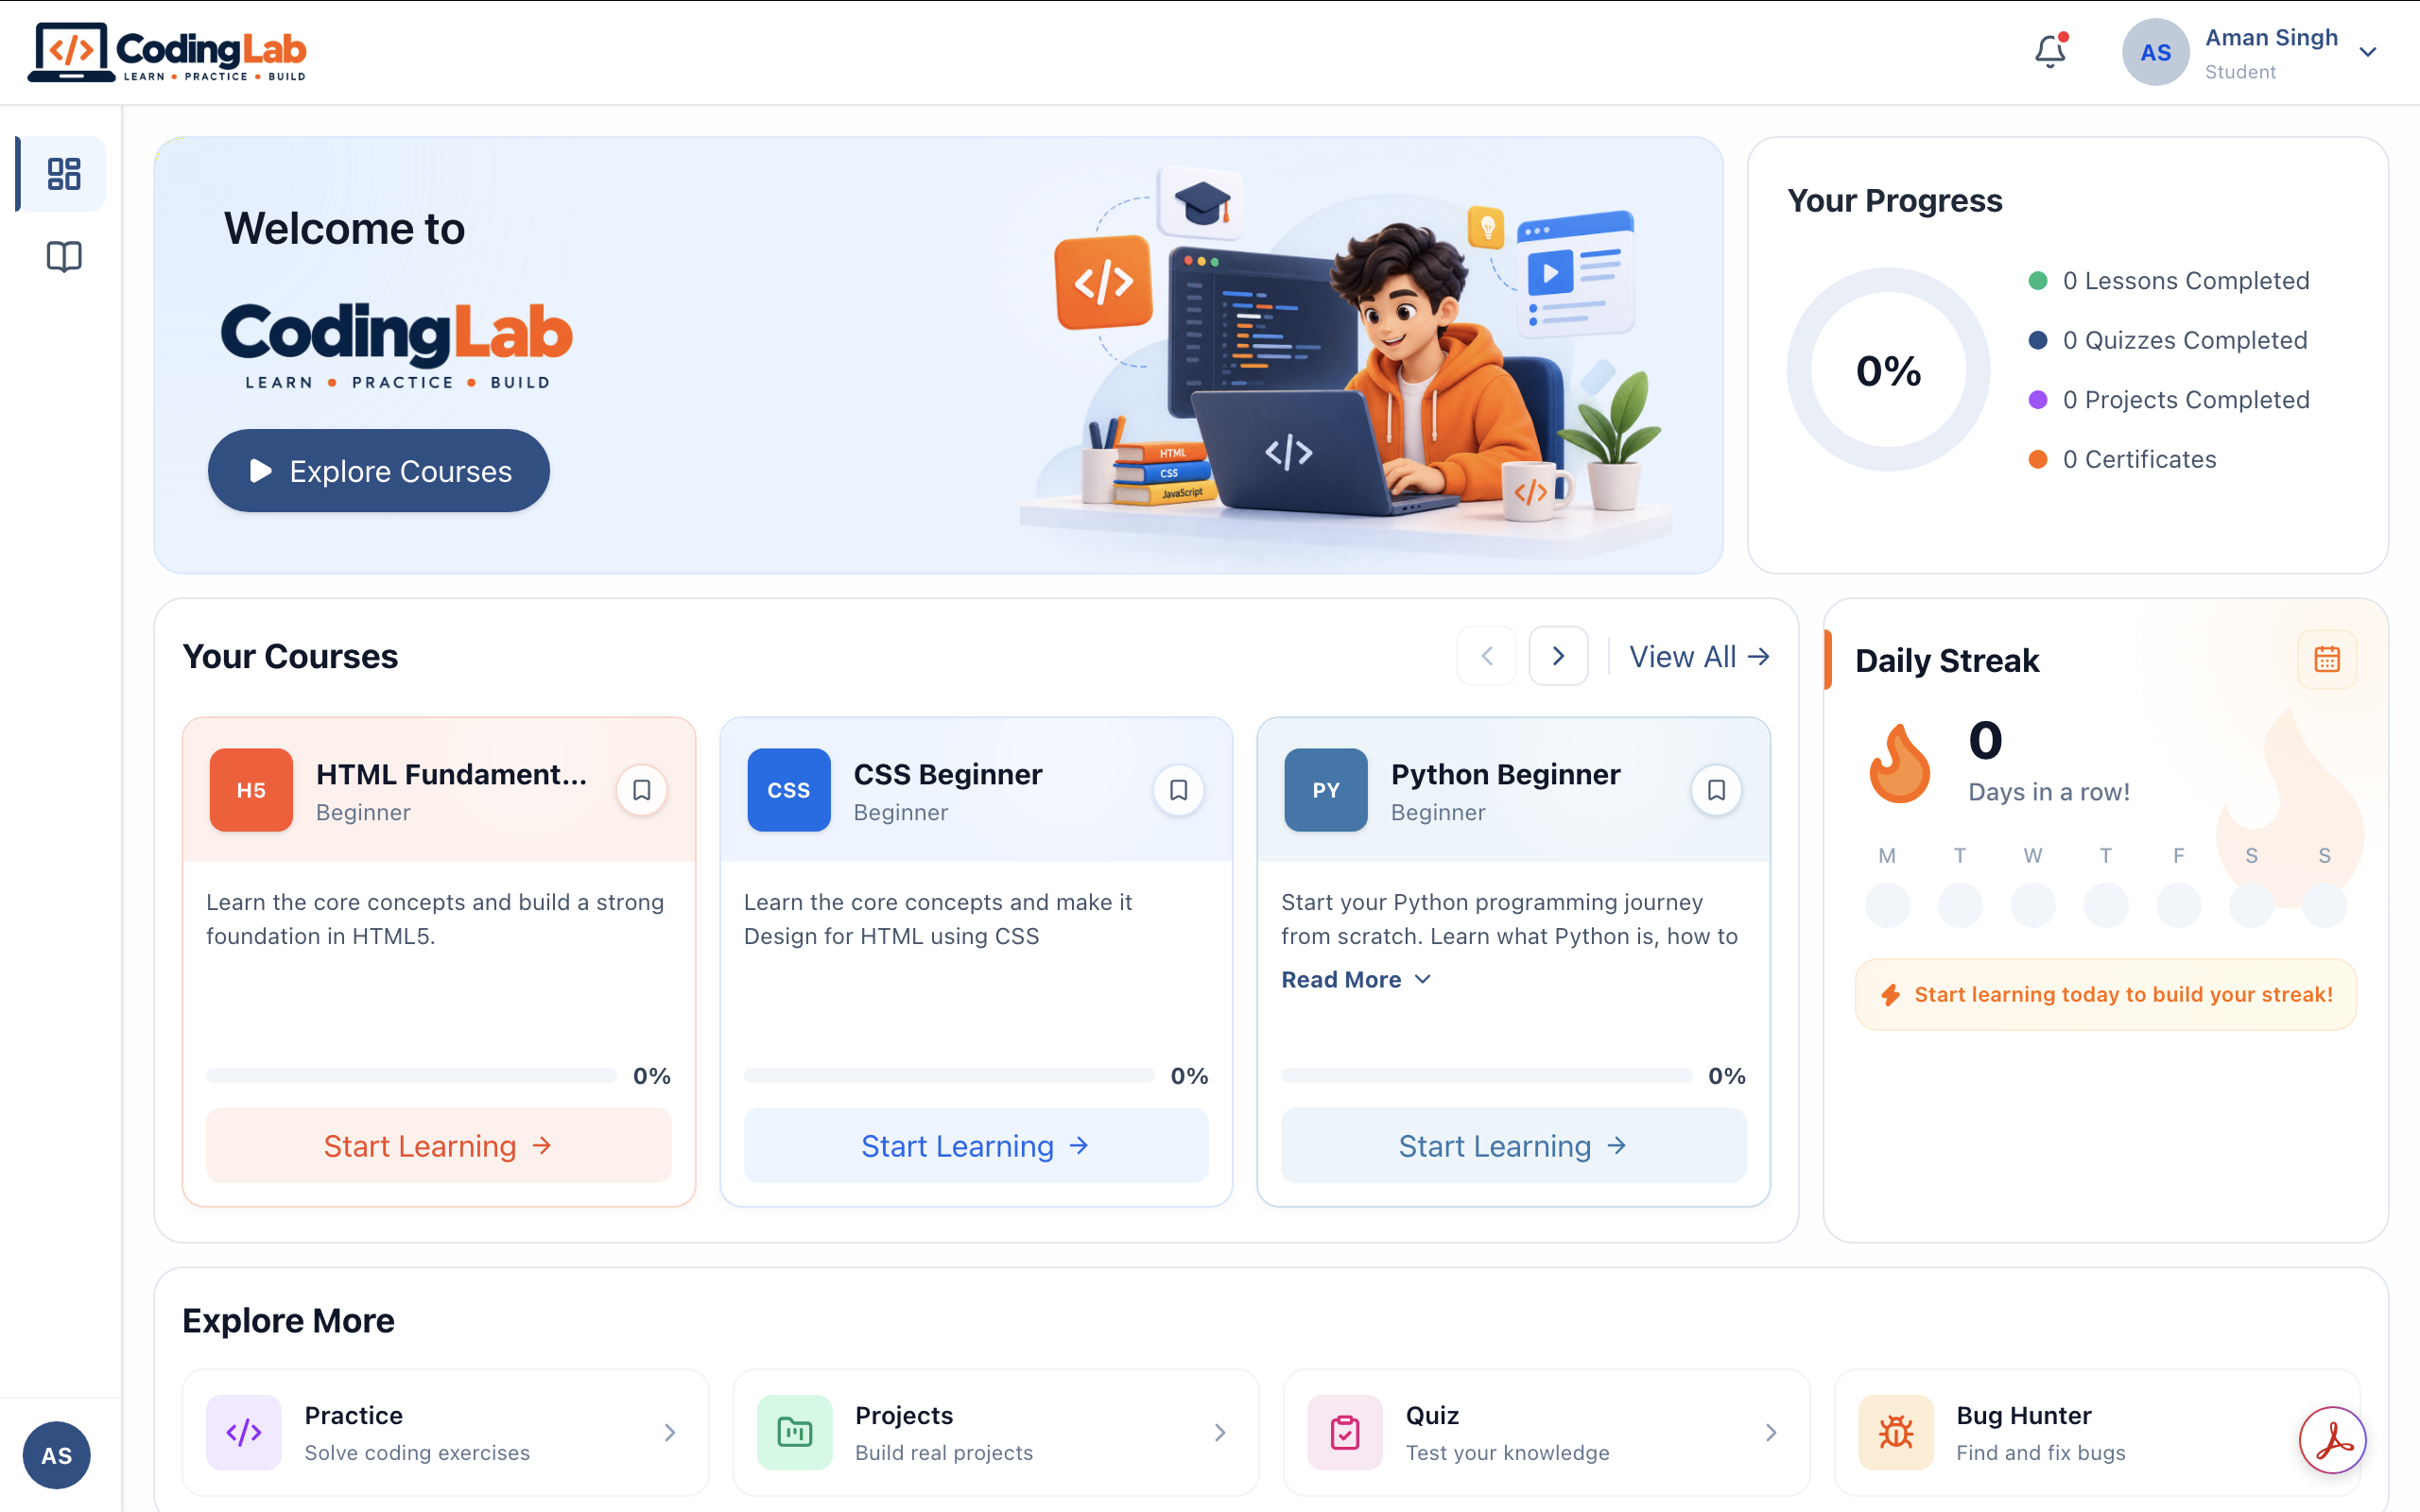 </>
CodingLab
LEARN • PRACTICE • BUILD
AS
Aman Singh
Student
Welcome to
CodingLab
LEARN • PRACTICE • BUILD
Explore Courses
</>
</>
HTML
CSS
JavaScript
</>
Your Progress
0%
0 Lessons Completed
0 Quizzes Completed
0 Projects Completed
0 Certificates
Your Courses
View All →
H5
HTML Fundament...
Beginner
Learn the core concepts and build a strong
foundation in HTML5.
0%
Start Learning →
CSS
CSS Beginner
Beginner
Learn the core concepts and make it
Design for HTML using CSS
0%
Start Learning →
PY
Python Beginner
Beginner
Start your Python programming journey
from scratch. Learn what Python is, how to
Read More
0%
Start Learning →
Daily Streak
0
Days in a row!
M T W T F S S
Start learning today to build your streak!
Explore More
</>
Practice
Solve coding exercises
Projects
Build real projects
Quiz
Test your knowledge
Bug Hunter
Find and fix bugs
AS